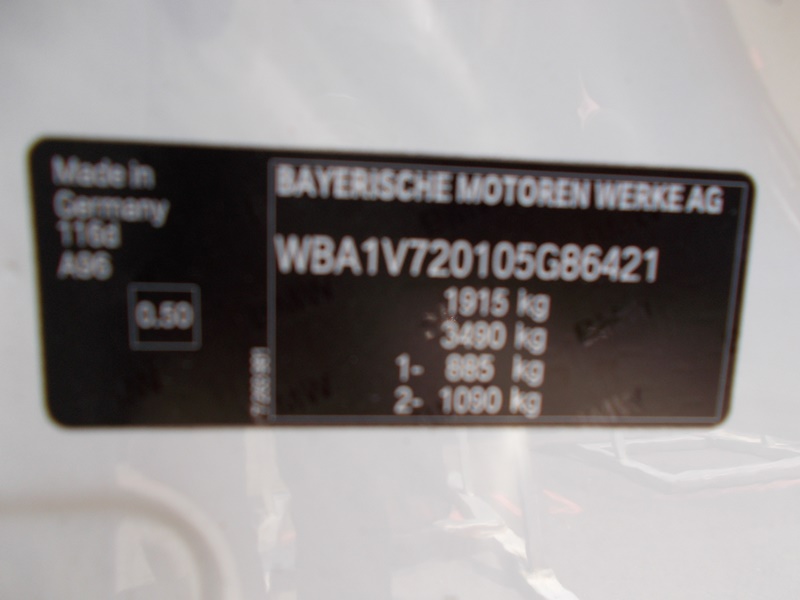 Made in
Germany
116d
A96
0.50
BAYERISCHE MOTOREN WERKE AG
WBA1V720105G86421
1915 kg
3490 kg
1- 885 kg
2- 1090 kg